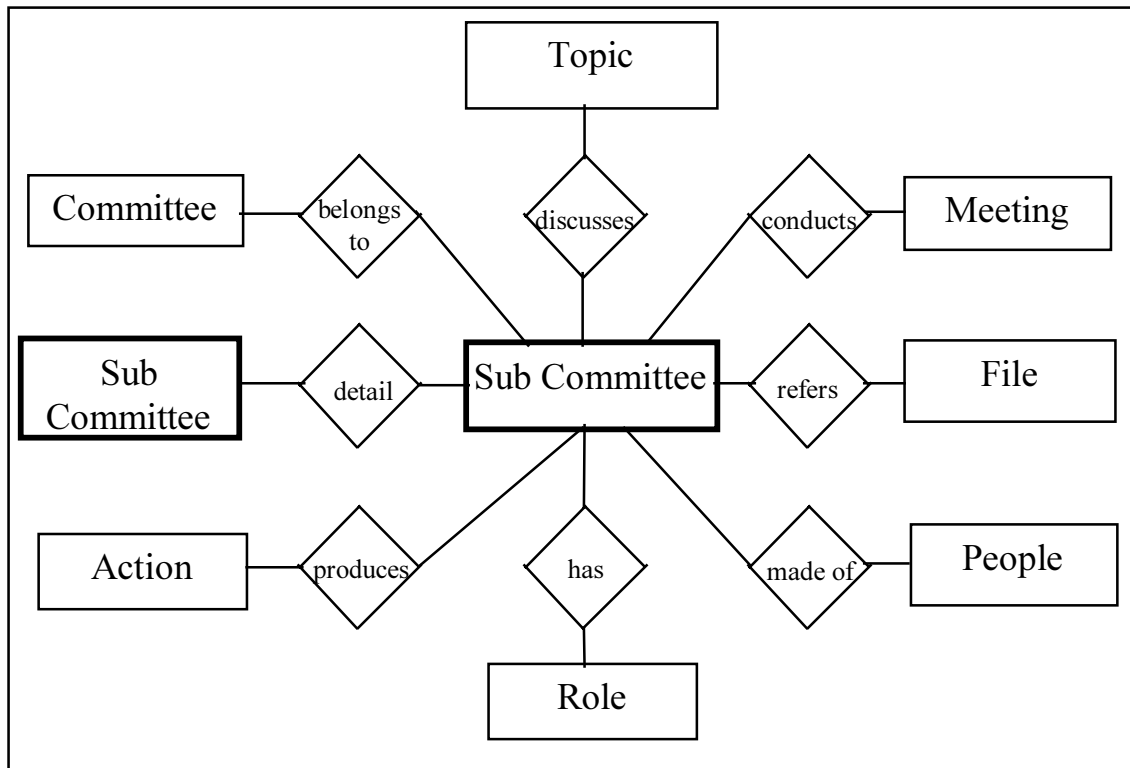 Topic
Committee
belongs
to
discusses
conducts
Meeting
Sub
Committee
detail
Sub Committee
refers
File
Action
produces
has
made of
People
Role